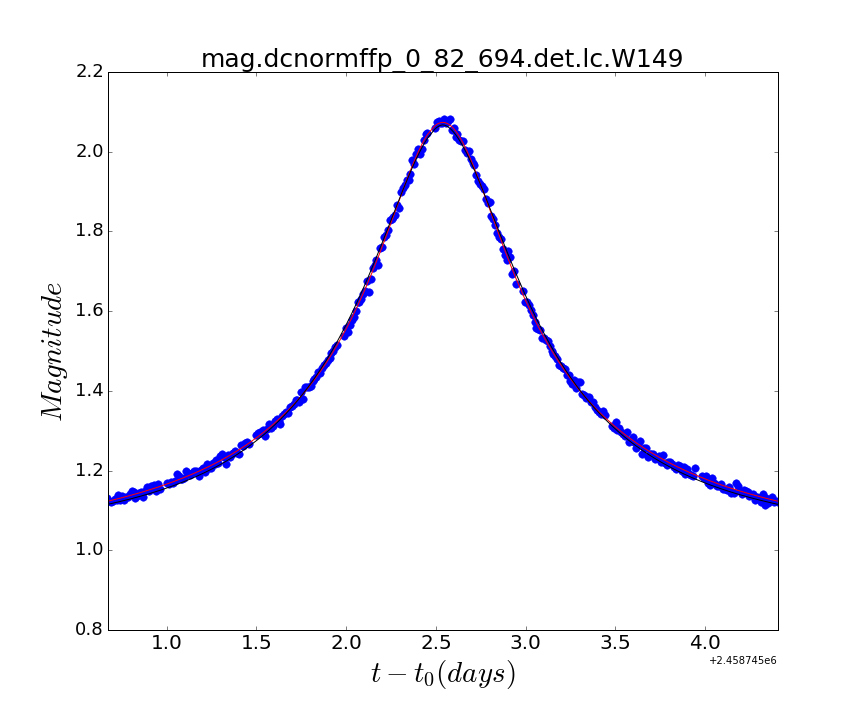 mag.dcnormffp_0_82_694.det.lc.W149
2.2
2.0
1.8
1.6
1.4
1.2
1.0
0.8
Magnitude
1.0 1.5 2.0 2.5 3.0 3.5 4.0
+2.458745e6
t − t₀(days)